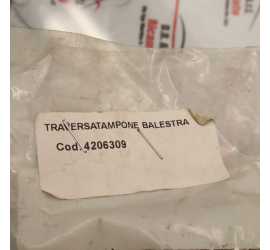 TRAVERSATAMPONE BALESTRA
Cod. 4206309